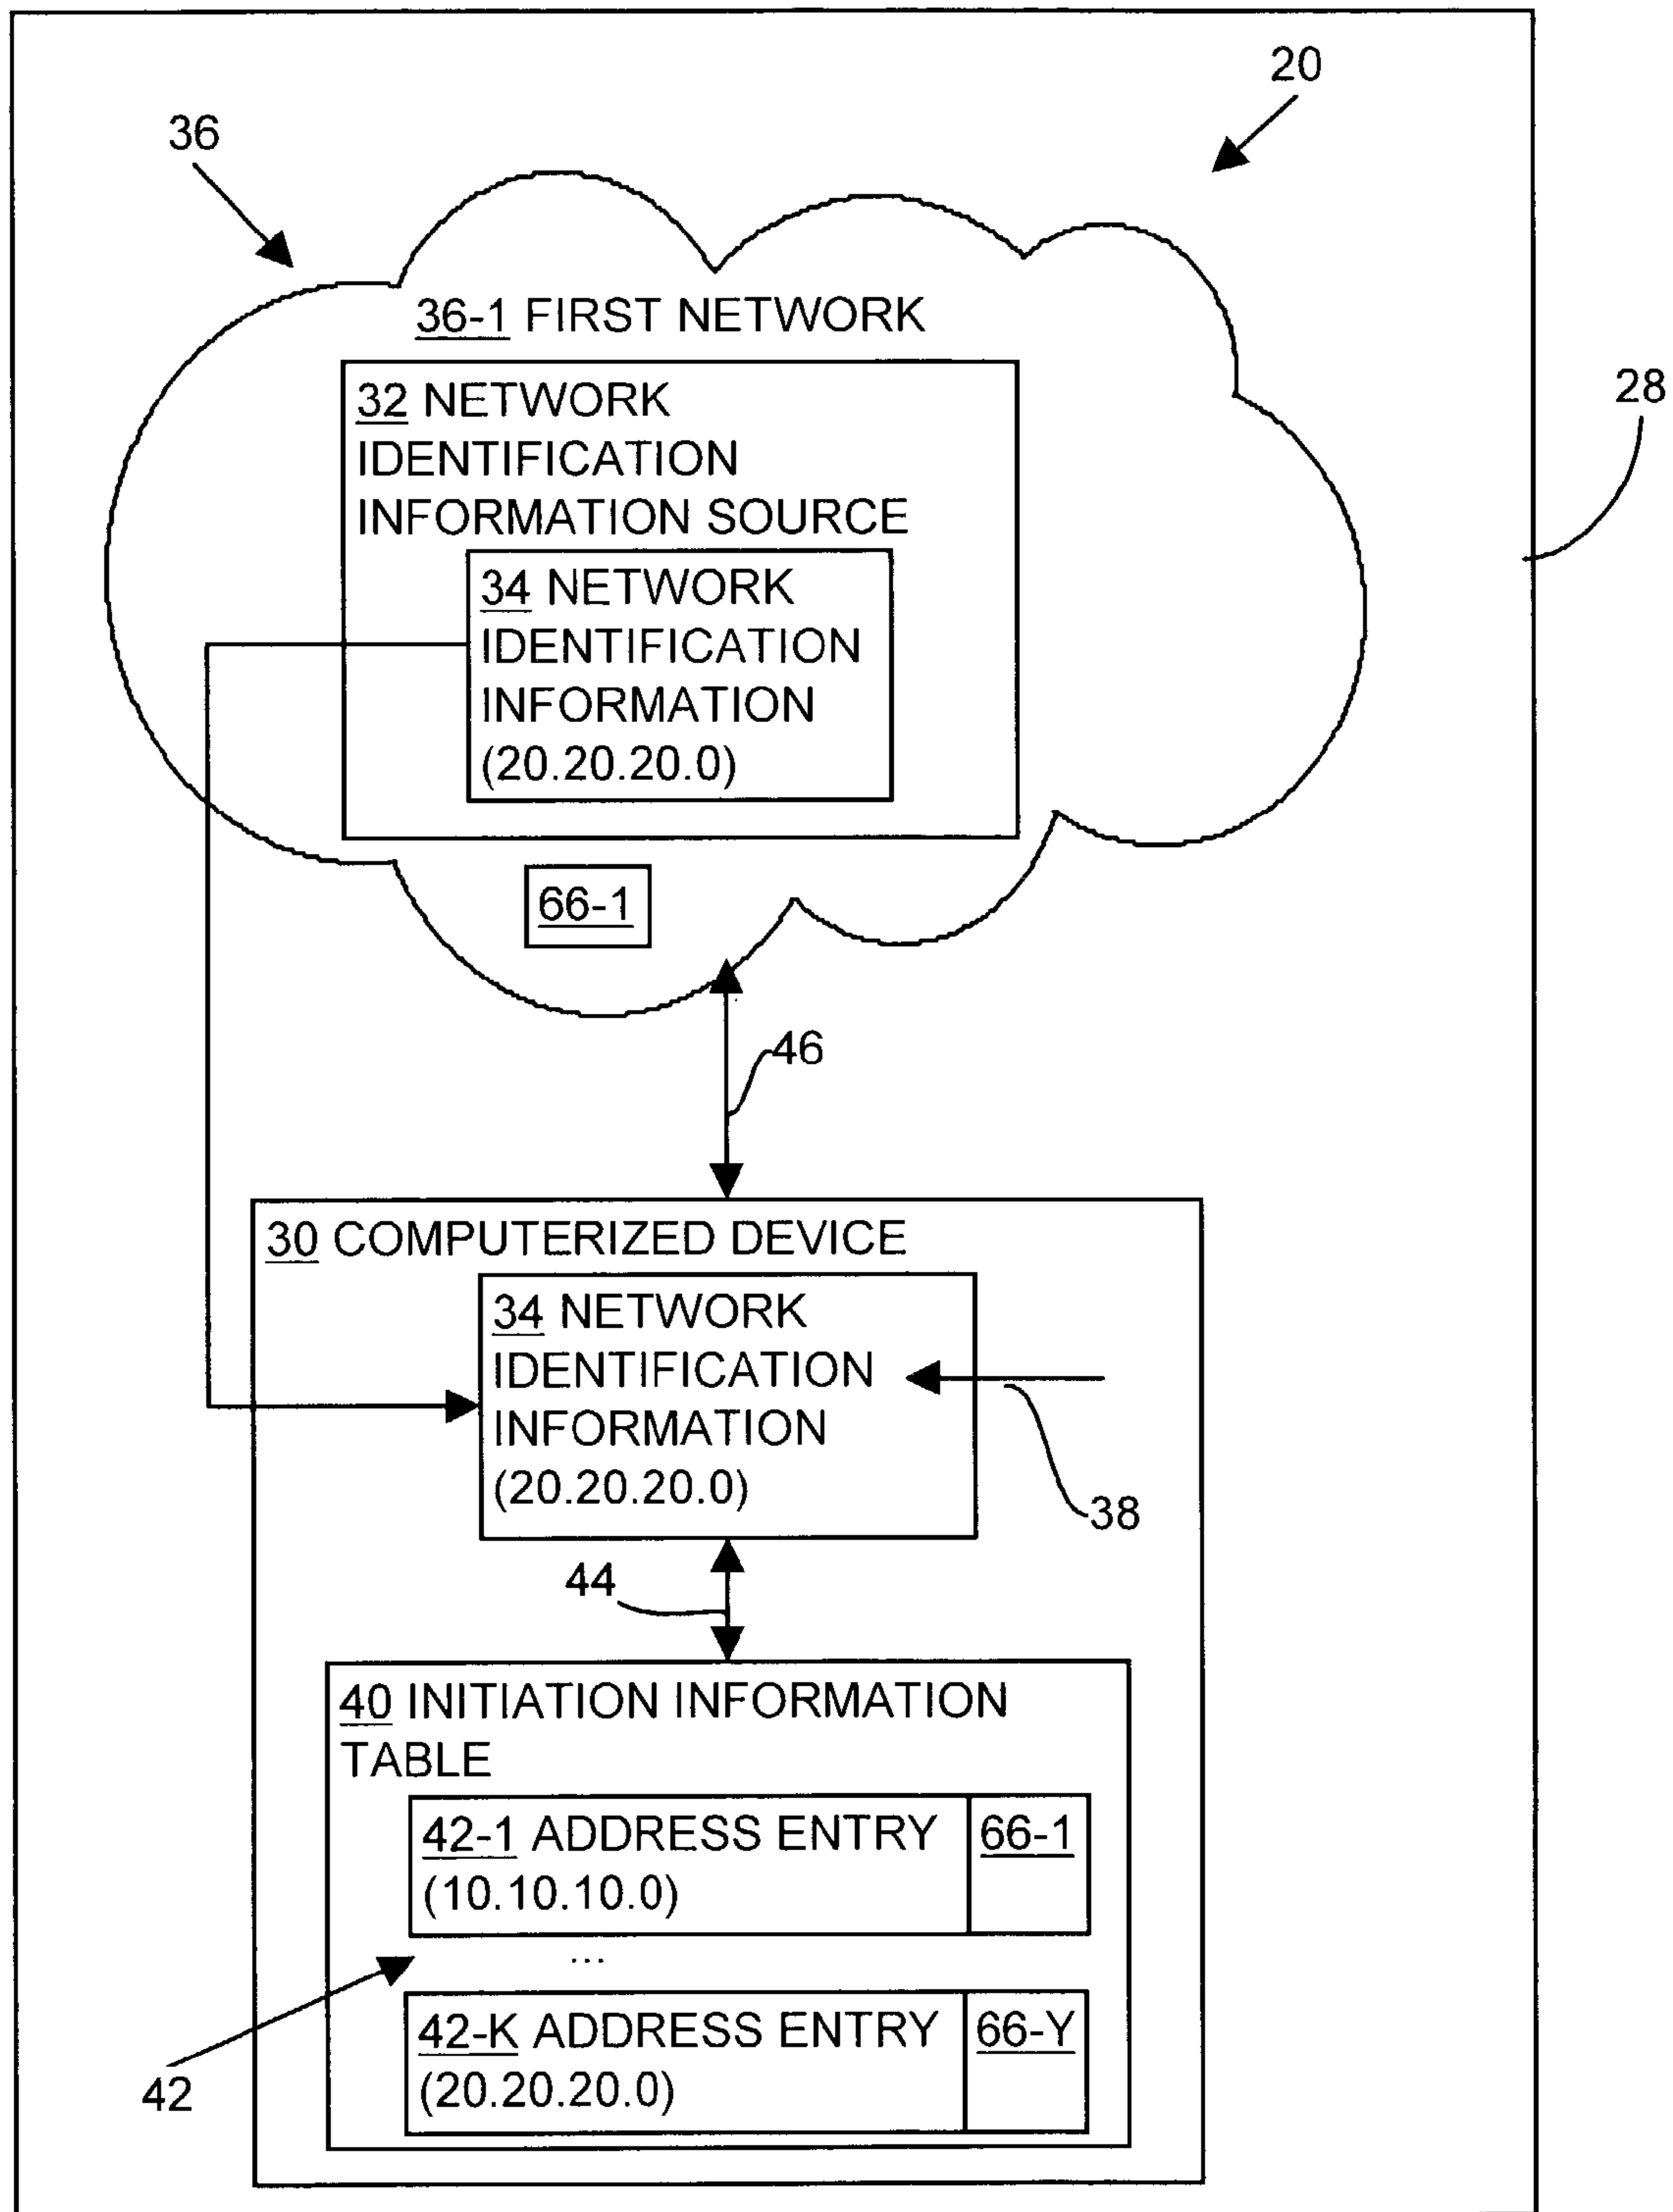 20
36
36-1 FIRST NETWORK
28
32 NETWORK
IDENTIFICATION
INFORMATION SOURCE
34 NETWORK
IDENTIFICATION
INFORMATION
(20.20.20.0)
66-1
46
30 COMPUTERIZED DEVICE
34 NETWORK
IDENTIFICATION
INFORMATION
(20.20.20.0)
38
44
40 INITIATION INFORMATION
TABLE
42-1 ADDRESS ENTRY 66-1
(10.10.10.0)
...
42-K ADDRESS ENTRY 66-Y
(20.20.20.0)
42